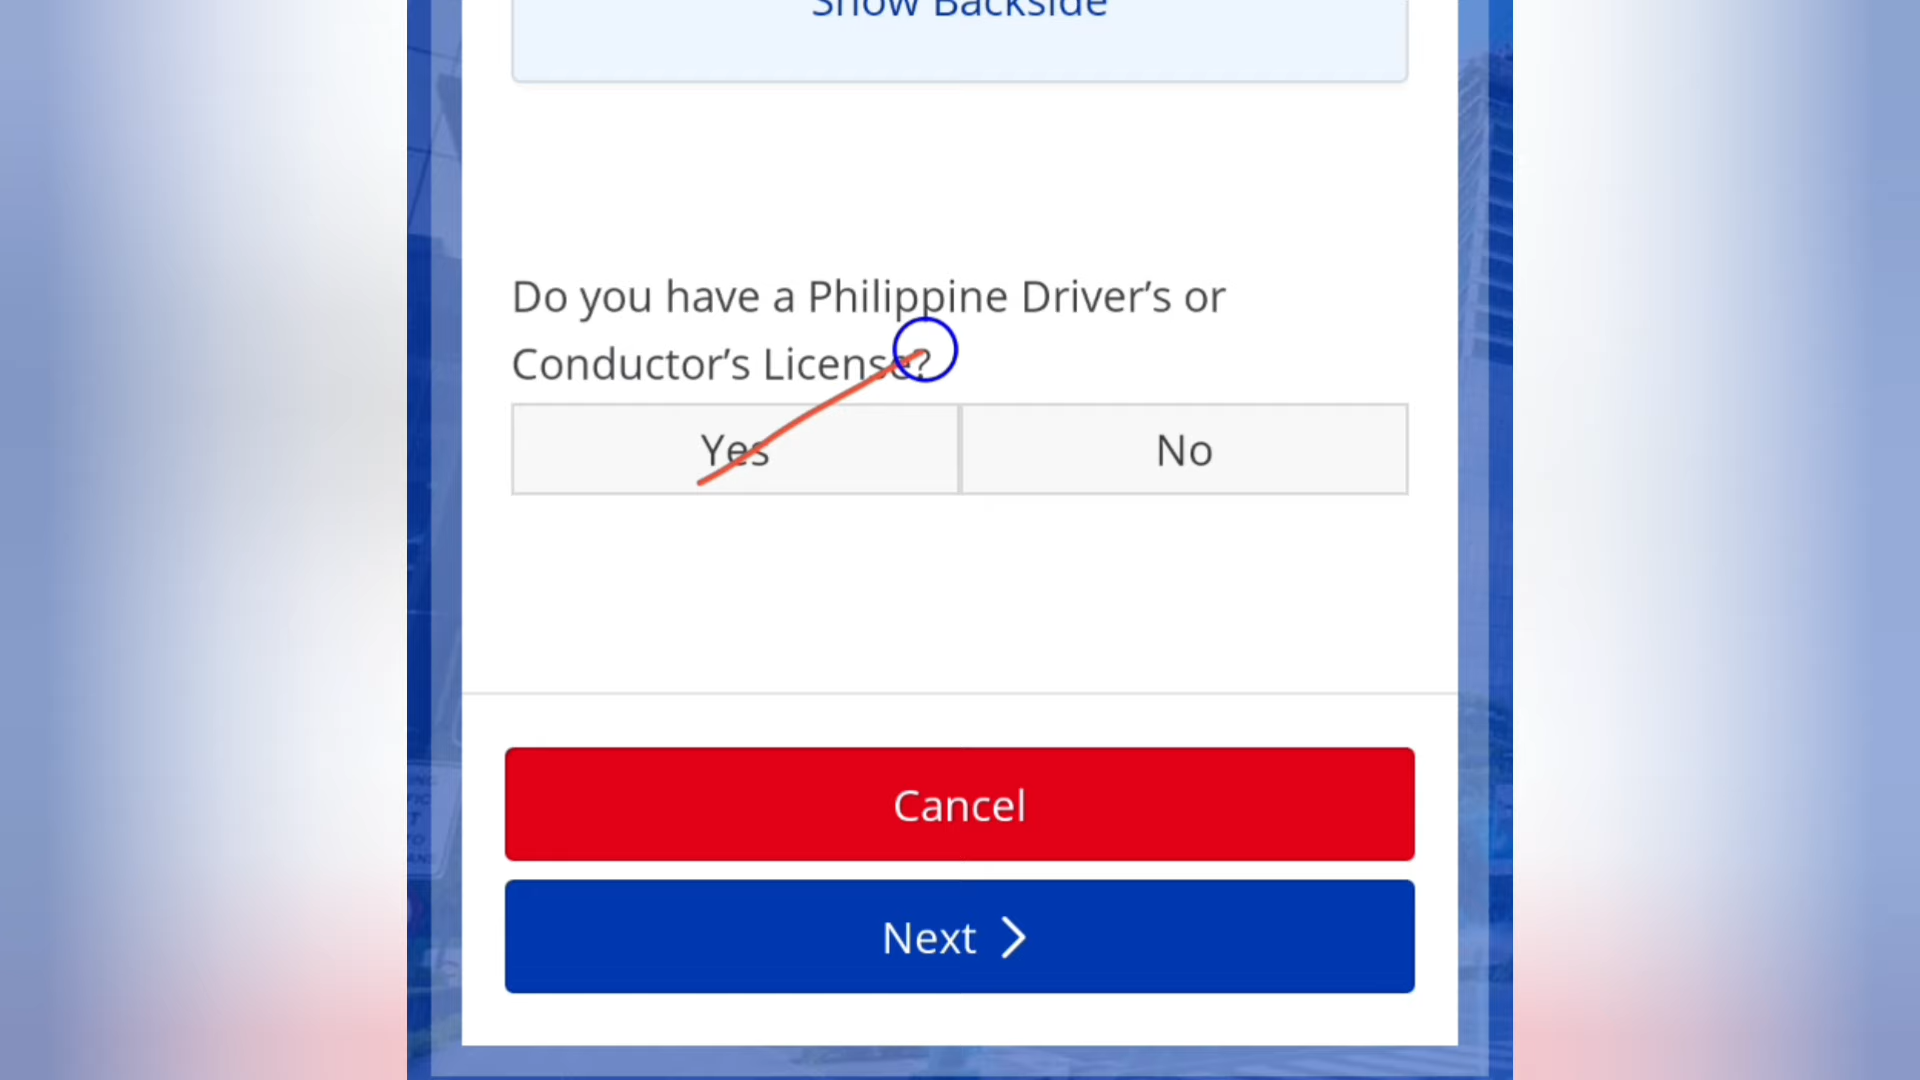 Show Backside
Do you have a Philippine Driver’s or
Conductor’s License?
Yes
No
Cancel
Next